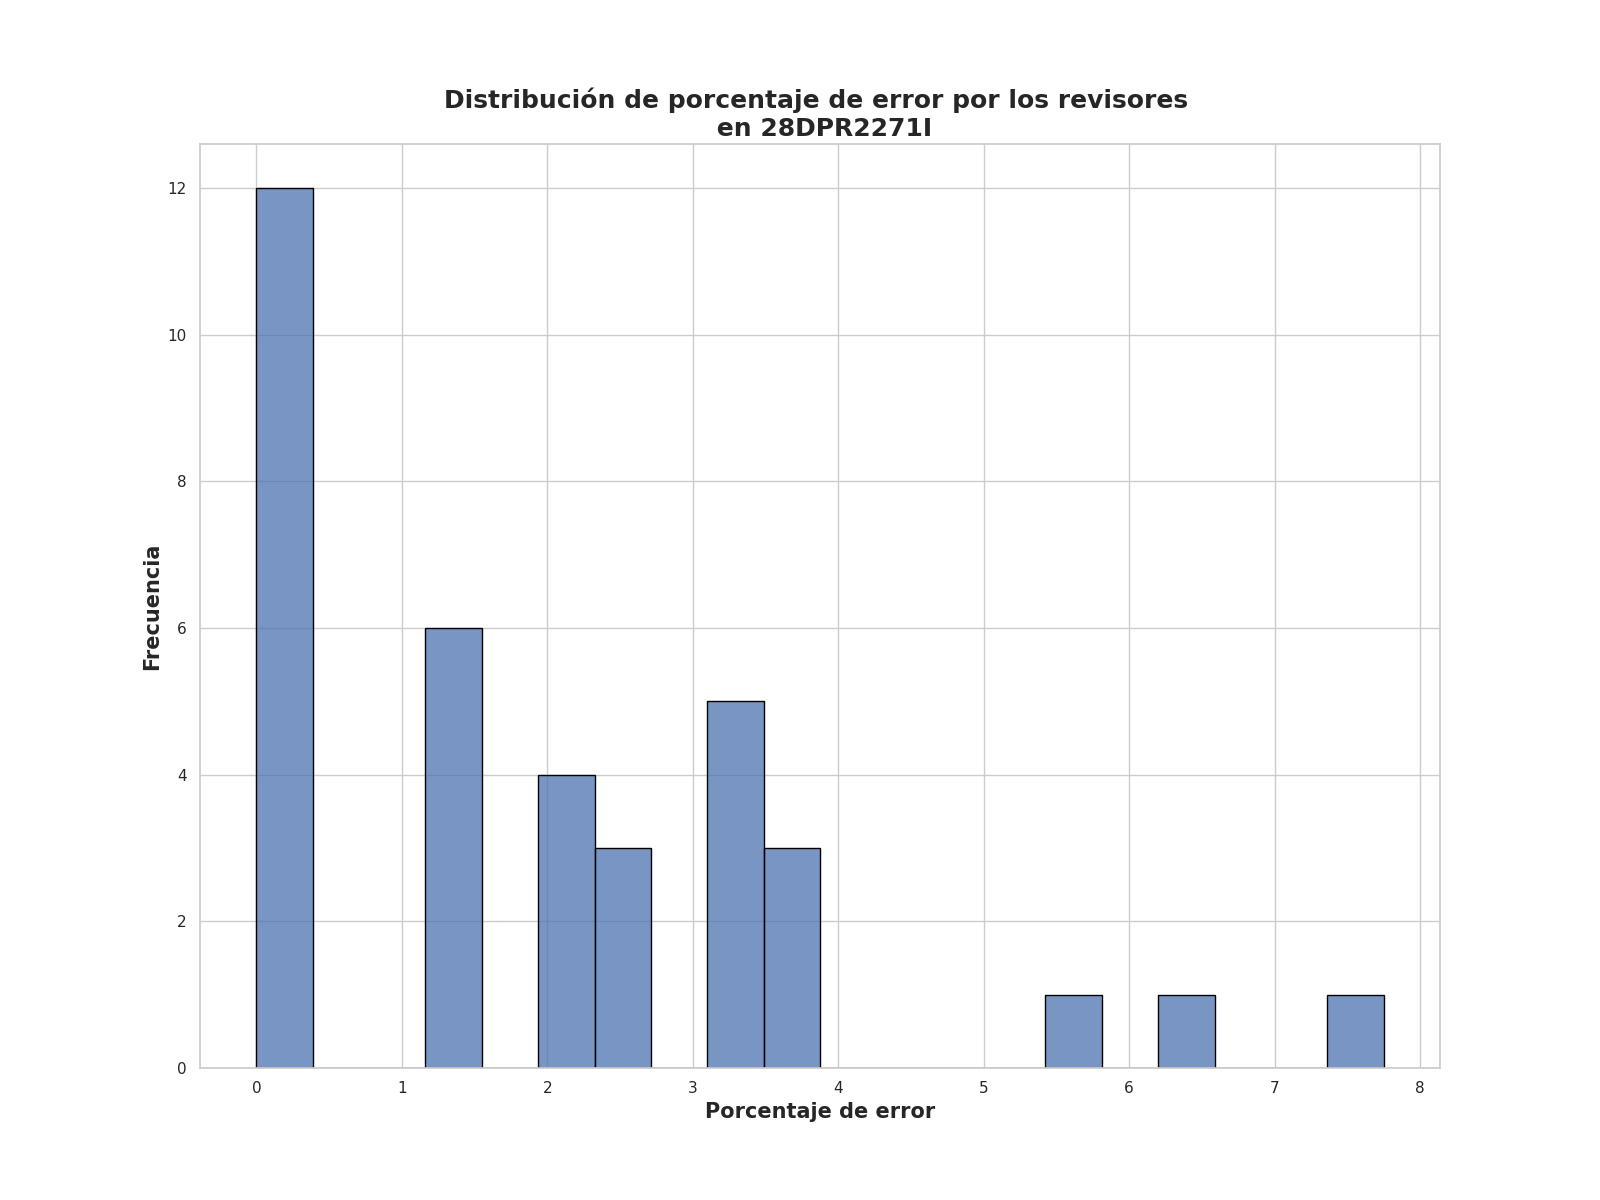 Distribución de porcentaje de error por los revisores
en 28DPR2271I
12
10
8
6
4
2
0
Frecuencia
0 1 2 3 4 5 6 7 8
Porcentaje de error